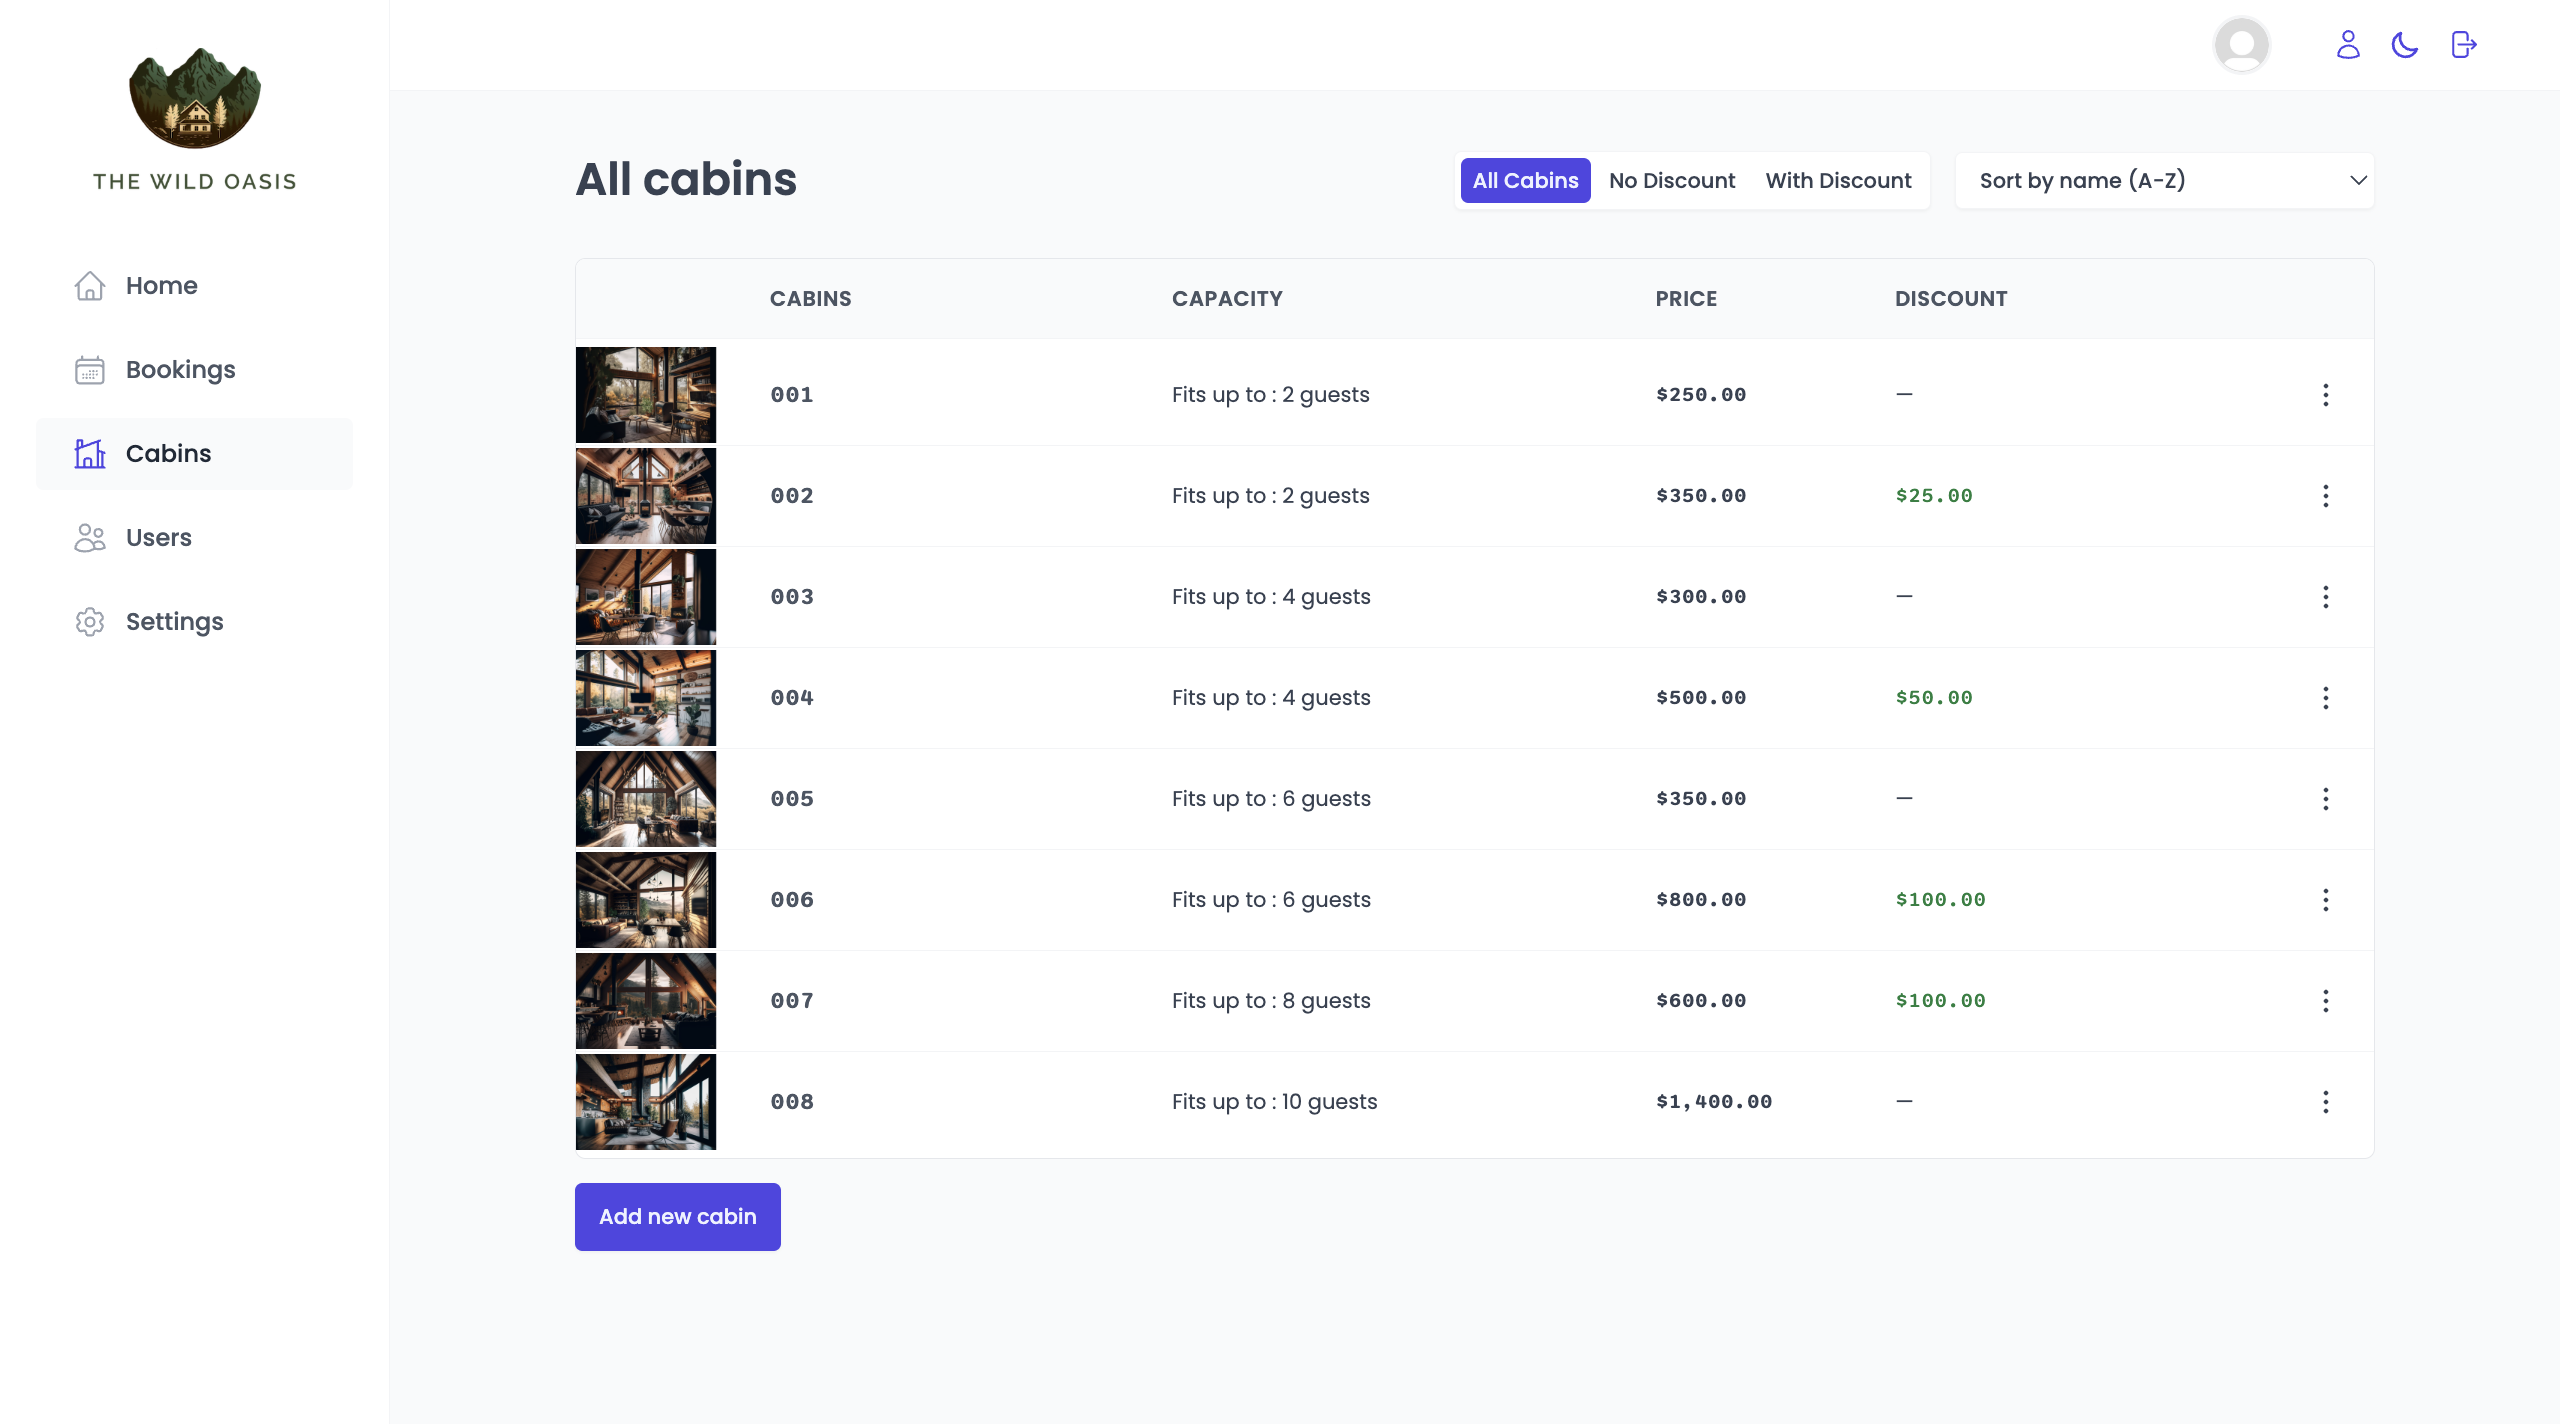 THE WILD OASIS
Home
Bookings
Cabins
Users
Settings
All cabins
All Cabins No Discount With Discount Sort by name (A-Z)
CABINS CAPACITY PRICE DISCOUNT
001 Fits up to : 2 guests $250.00 —
002 Fits up to : 2 guests $350.00 $25.00
003 Fits up to : 4 guests $300.00 —
004 Fits up to : 4 guests $500.00 $50.00
005 Fits up to : 6 guests $350.00 —
006 Fits up to : 6 guests $800.00 $100.00
007 Fits up to : 8 guests $600.00 $100.00
008 Fits up to : 10 guests $1,400.00 —
Add new cabin